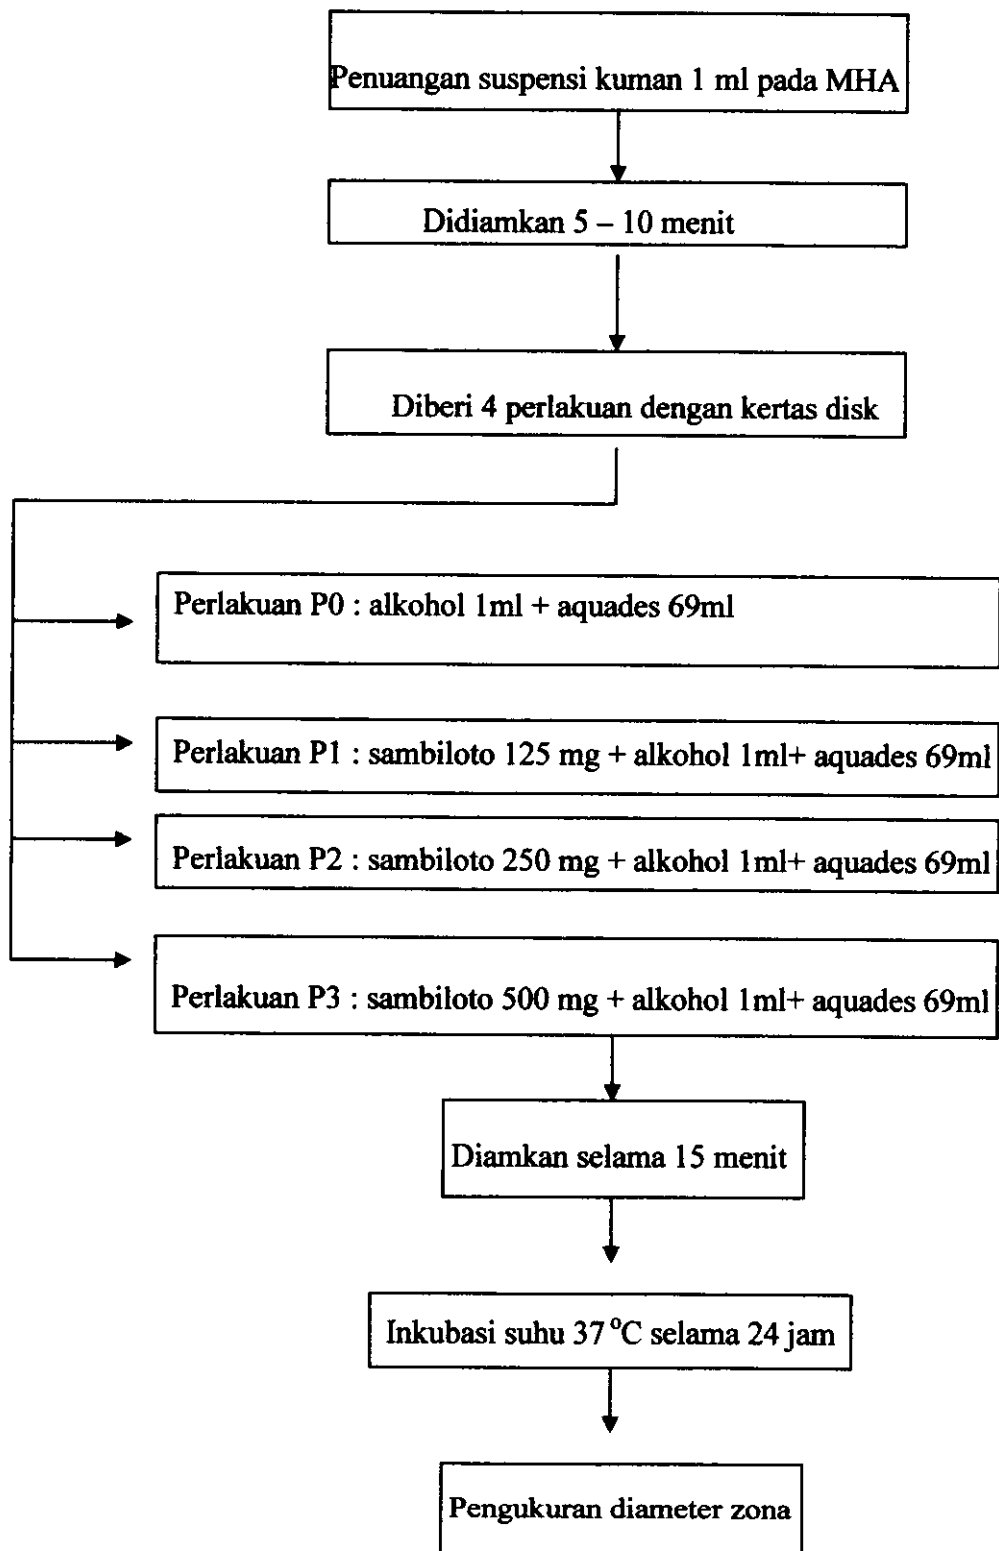 Penuangan suspensi kuman 1 ml pada MHA
Didiamkan 5 – 10 menit
Diberi 4 perlakuan dengan kertas disk
Perlakuan P0 : alkohol 1ml + aquades 69ml
Perlakuan P1 : sambiloto 125 mg + alkohol 1ml+ aquades 69ml
Perlakuan P2 : sambiloto 250 mg + alkohol 1ml+ aquades 69ml
Perlakuan P3 : sambiloto 500 mg + alkohol 1ml+ aquades 69ml
Diamkan selama 15 menit
Inkubasi suhu 37 °C selama 24 jam
Pengukuran diameter zona